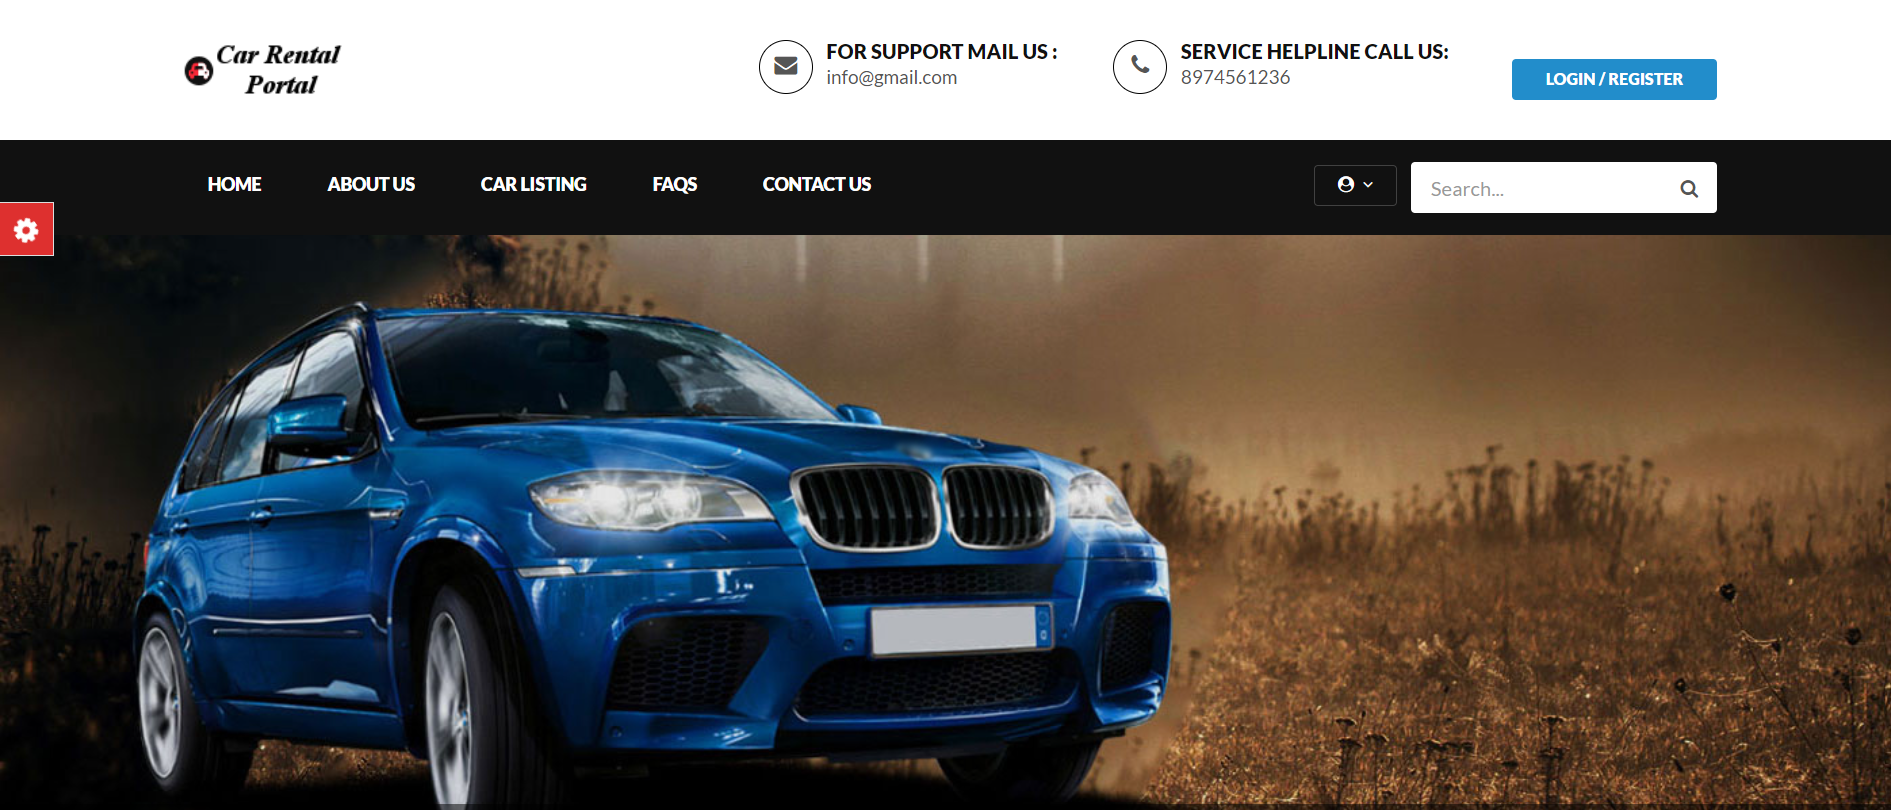 Car Rental
Portal
FOR SUPPORT MAIL US :
info@gmail.com
SERVICE HELPLINE CALL US:
8974561236
LOGIN / REGISTER
HOME
ABOUT US
CAR LISTING
FAQS
CONTACT US
Search...